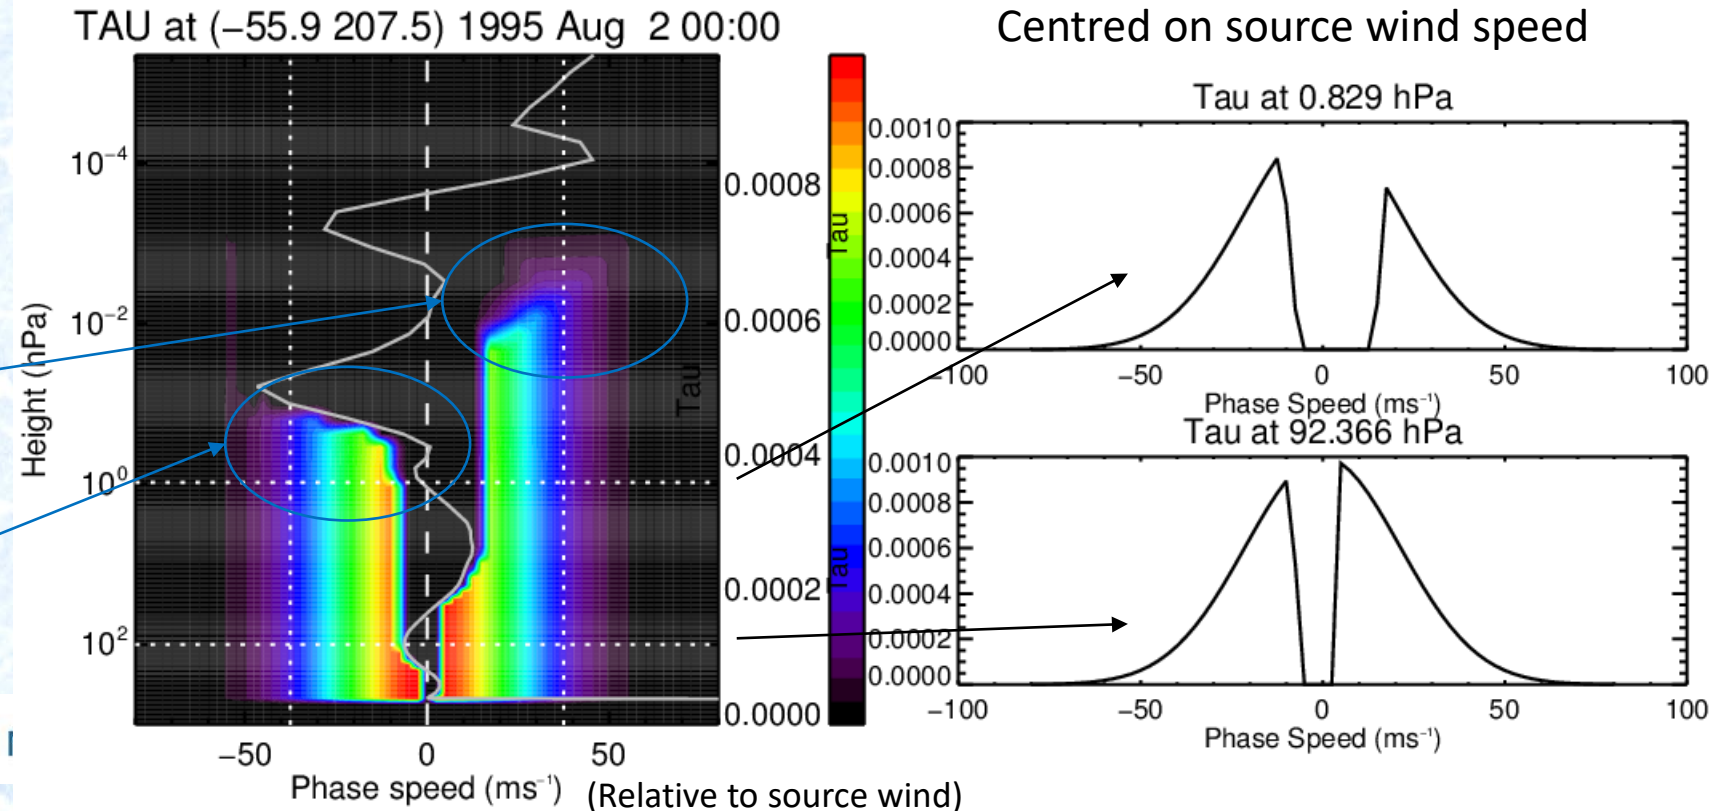 TAU at (−55.9 207.5) 1995 Aug 2 00:00
Centred on source wind speed
Height (hPa)
10⁻⁴
10⁻²
10⁰
10²
−50 0 50
Phase speed (ms⁻¹)
(Relative to source wind)
0.0008
0.0006
0.0004
0.0002
0.0000
Tau
Tau at 0.829 hPa
Tau
0.0010
0.0008
0.0006
0.0004
0.0002
0.0000
−100 −50 0 50 100
Phase Speed (ms⁻¹)
Tau at 92.366 hPa
Tau
0.0010
0.0008
0.0006
0.0004
0.0002
0.0000
−100 −50 0 50 100
Phase Speed (ms⁻¹)